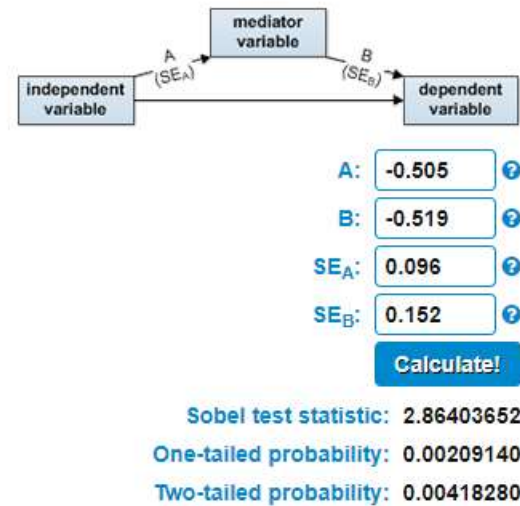 mediator
variable
A
(SEA)
B
(SEB)
independent
variable
dependent
variable
A: -0.505 ?
B: -0.519 ?
SEA: 0.096 ?
SEB: 0.152 ?
Calculate!
Sobel test statistic: 2.86403652
One-tailed probability: 0.00209140
Two-tailed probability: 0.00418280